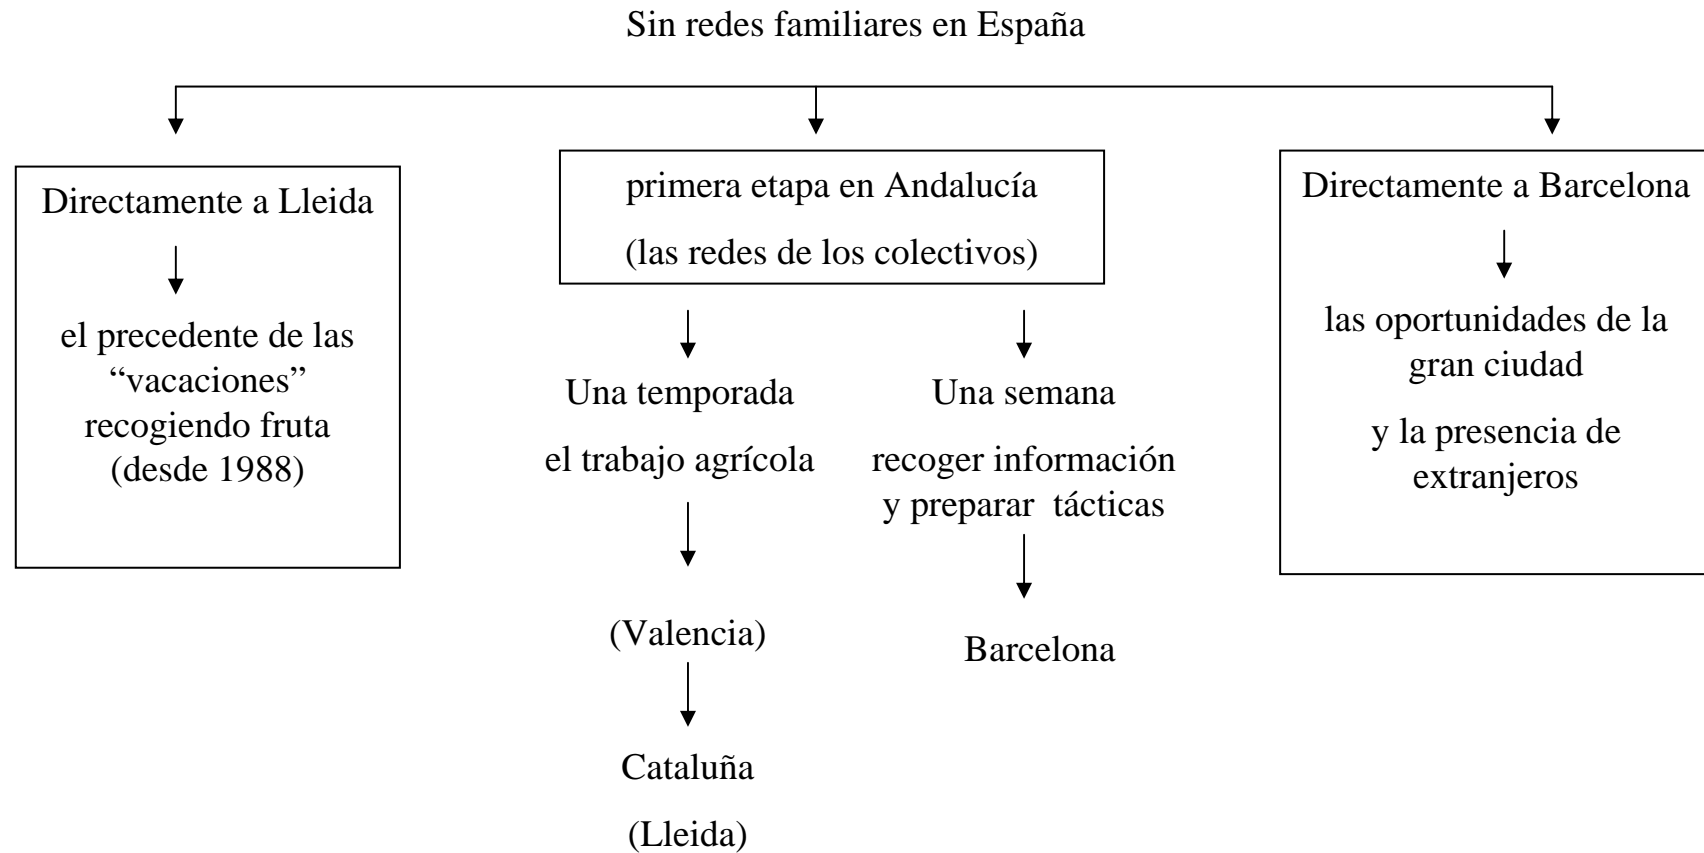 Sin redes familiares en España
Directamente a Lleida
el precedente de las
“vacaciones”
recogiendo fruta
(desde 1988)
primera etapa en Andalucía
(las redes de los colectivos)
Una temporada
el trabajo agrícola
(Valencia)
Cataluña
(Lleida)
Una semana
recoger información
y preparar tácticas
Barcelona
Directamente a Barcelona
las oportunidades de la
gran ciudad
y la presencia de
extranjeros